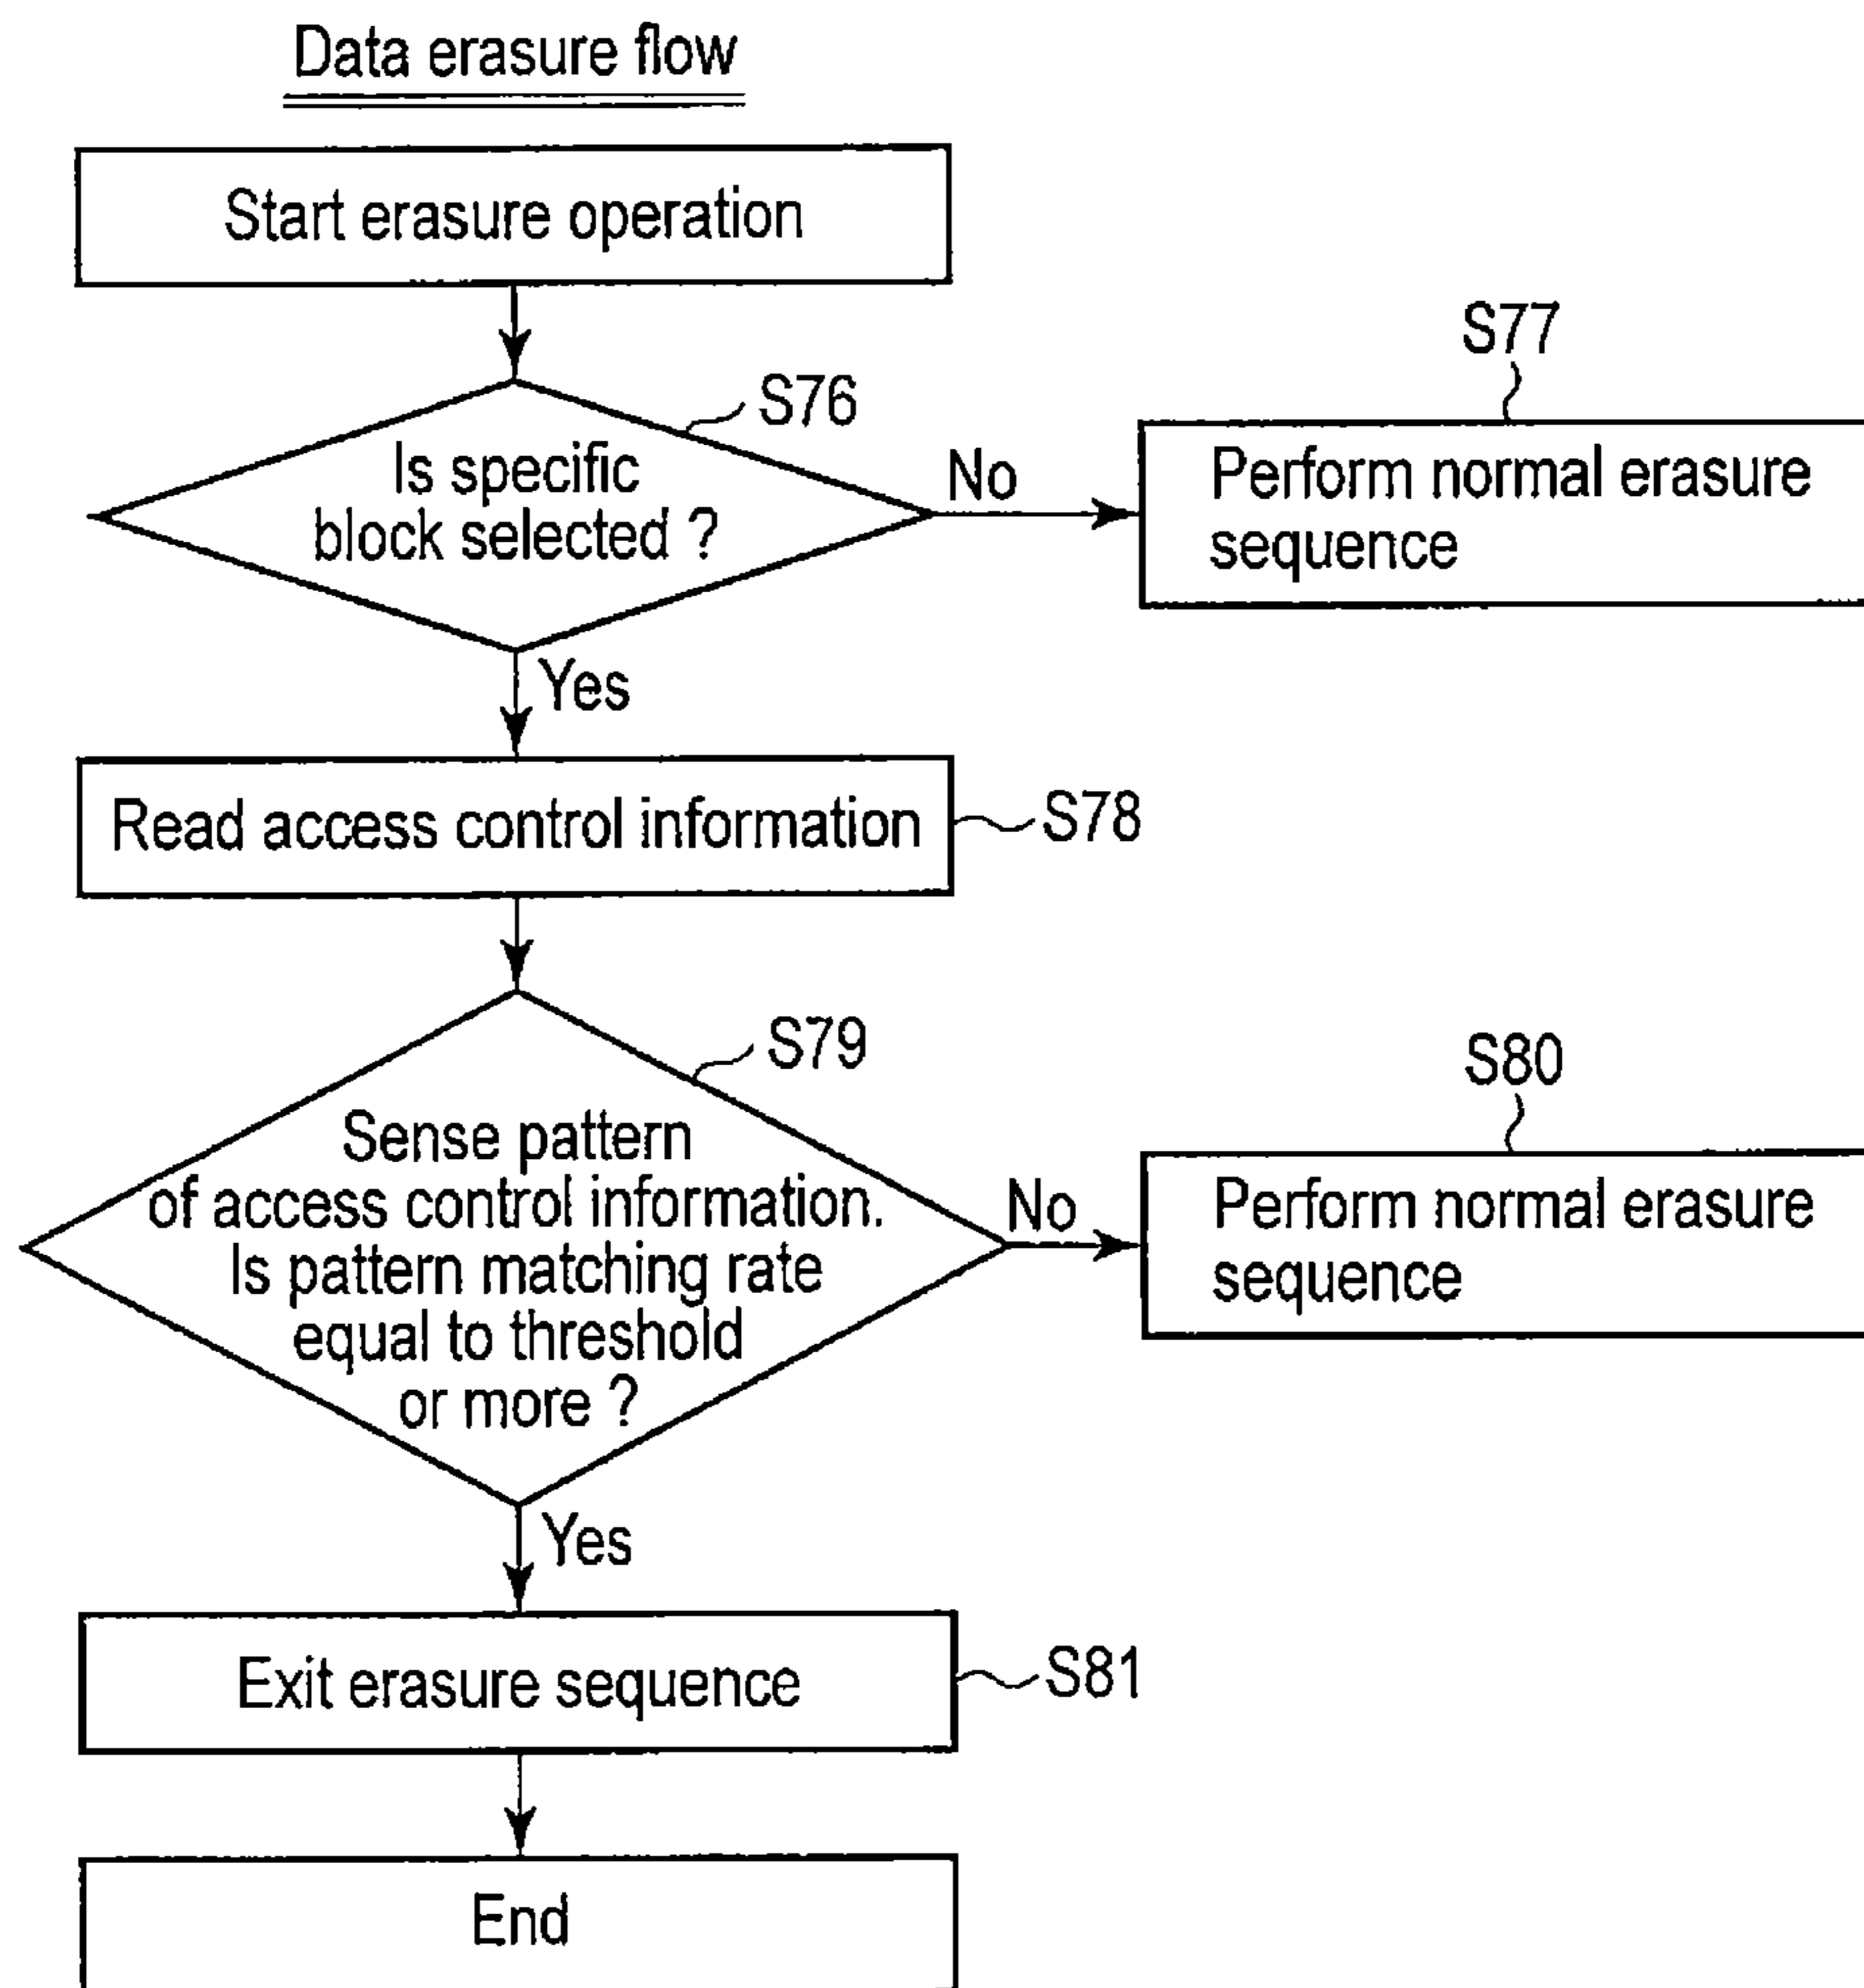 Data erasure flow
Start erasure operation
S76
Is specific
block selected ?
No
S77
Perform normal erasure
sequence
Yes
Read access control information
S78
S79
Sense pattern
of access control information.
Is pattern matching rate
equal to threshold
or more ?
No
S80
Perform normal erasure
sequence
Yes
Exit erasure sequence
S81
End